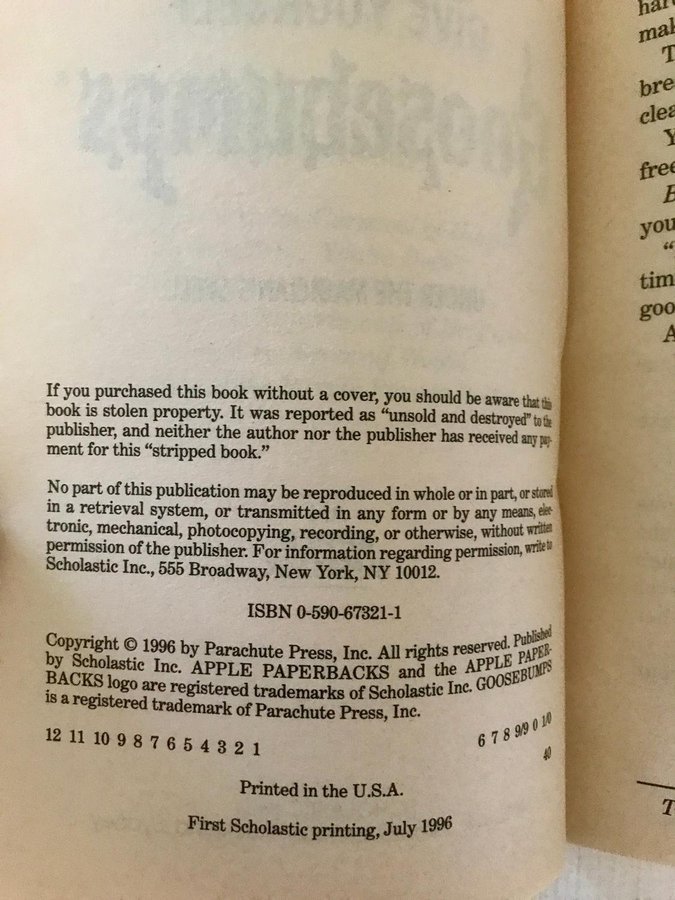 If you purchased this book without a cover, you should be aware that this
book is stolen property. It was reported as “unsold and destroyed” to the
publisher, and neither the author nor the publisher has received any pay-
ment for this “stripped book.”
No part of this publication may be reproduced in whole or in part, or stored
in a retrieval system, or transmitted in any form or by any means, elec-
tronic, mechanical, photocopying, recording, or otherwise, without written
permission of the publisher. For information regarding permission, write to
Scholastic Inc., 555 Broadway, New York, NY 10012.
ISBN 0-590-67321-1
Copyright © 1996 by Parachute Press, Inc. All rights reserved. Published
by Scholastic Inc. APPLE PAPERBACKS and the APPLE PAPER-
BACKS logo are registered trademarks of Scholastic Inc. GOOSEBUMPS
is a registered trademark of Parachute Press, Inc.
12 11 10 9 8 7 6 5 4 3 2 1 6 7 8 9/9 0 1/0
40
Printed in the U.S.A.
First Scholastic printing, July 1996